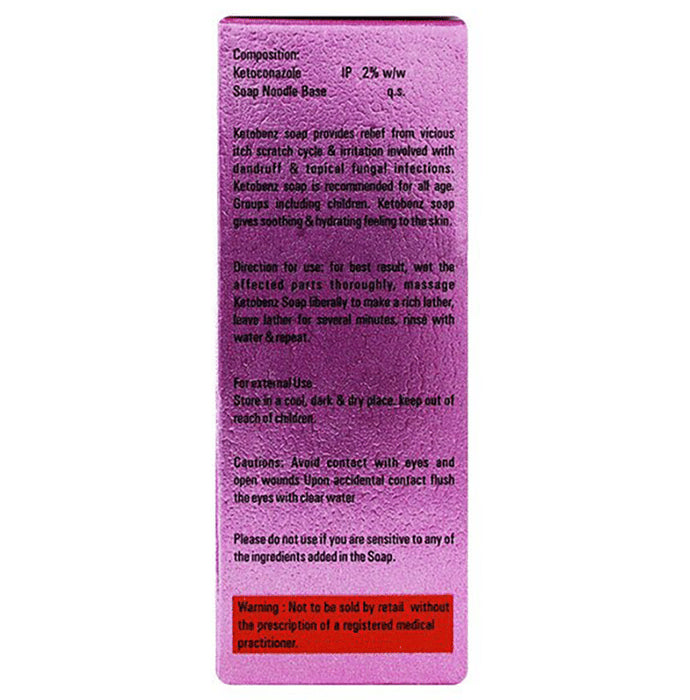 Composition:
Ketoconazole IP 2% w/w
Soap Noodle Base q.s.
Ketobenz soap provides relief from vicious
itch scratch cycle & irritation involved with
dandruff & topical fungal infections.
Ketobenz soap is recommended for all age.
Groups including children. Ketobenz soap
gives soothing & hydrating feeling to the skin.
Direction for use: for best result, wet the
affected parts thoroughly, massage
Ketobenz Soap liberally to make a rich lather,
leave lather for several minutes, rinse with
water & repeat.
For external Use
Store in a cool, dark & dry place. keep out of
reach of children.
Cautions: Avoid contact with eyes and
open wounds Upon accidental contact flush
the eyes with clear water
Please do not use if you are sensitive to any of
the ingredients added in the Soap.
Warning : Not to be sold by retail without
the prescription of a registered medical
practitioner.